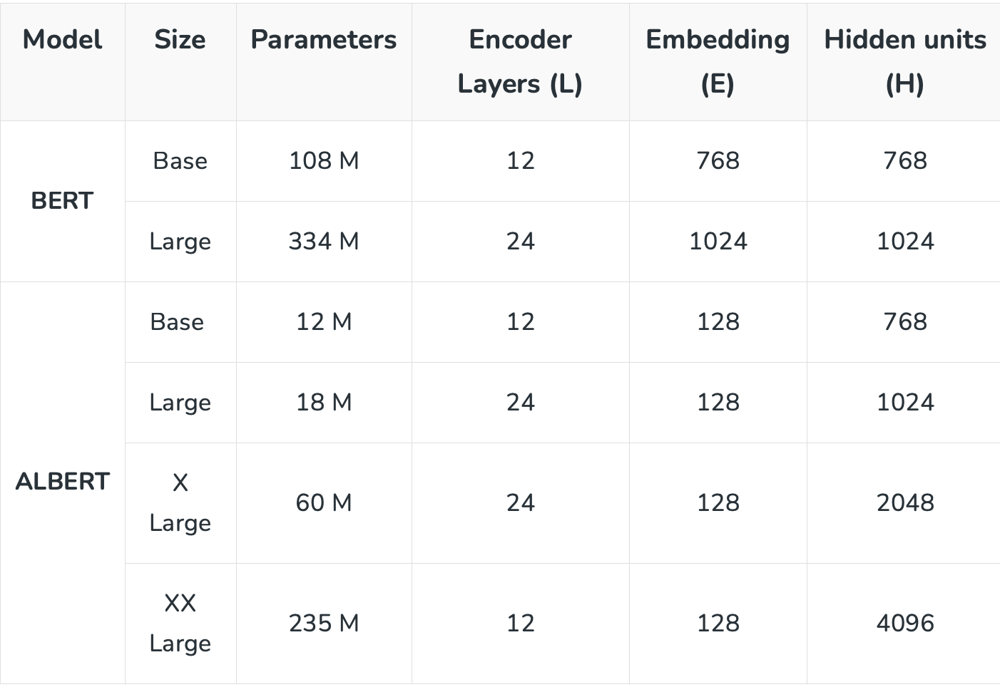 Model Size Parameters Encoder Layers (L) Embedding (E) Hidden units (H)
BERT Base 108 M 12 768 768
Large 334 M 24 1024 1024
ALBERT Base 12 M 12 128 768
Large 18 M 24 128 1024
X Large 60 M 24 128 2048
XX Large 235 M 12 128 4096